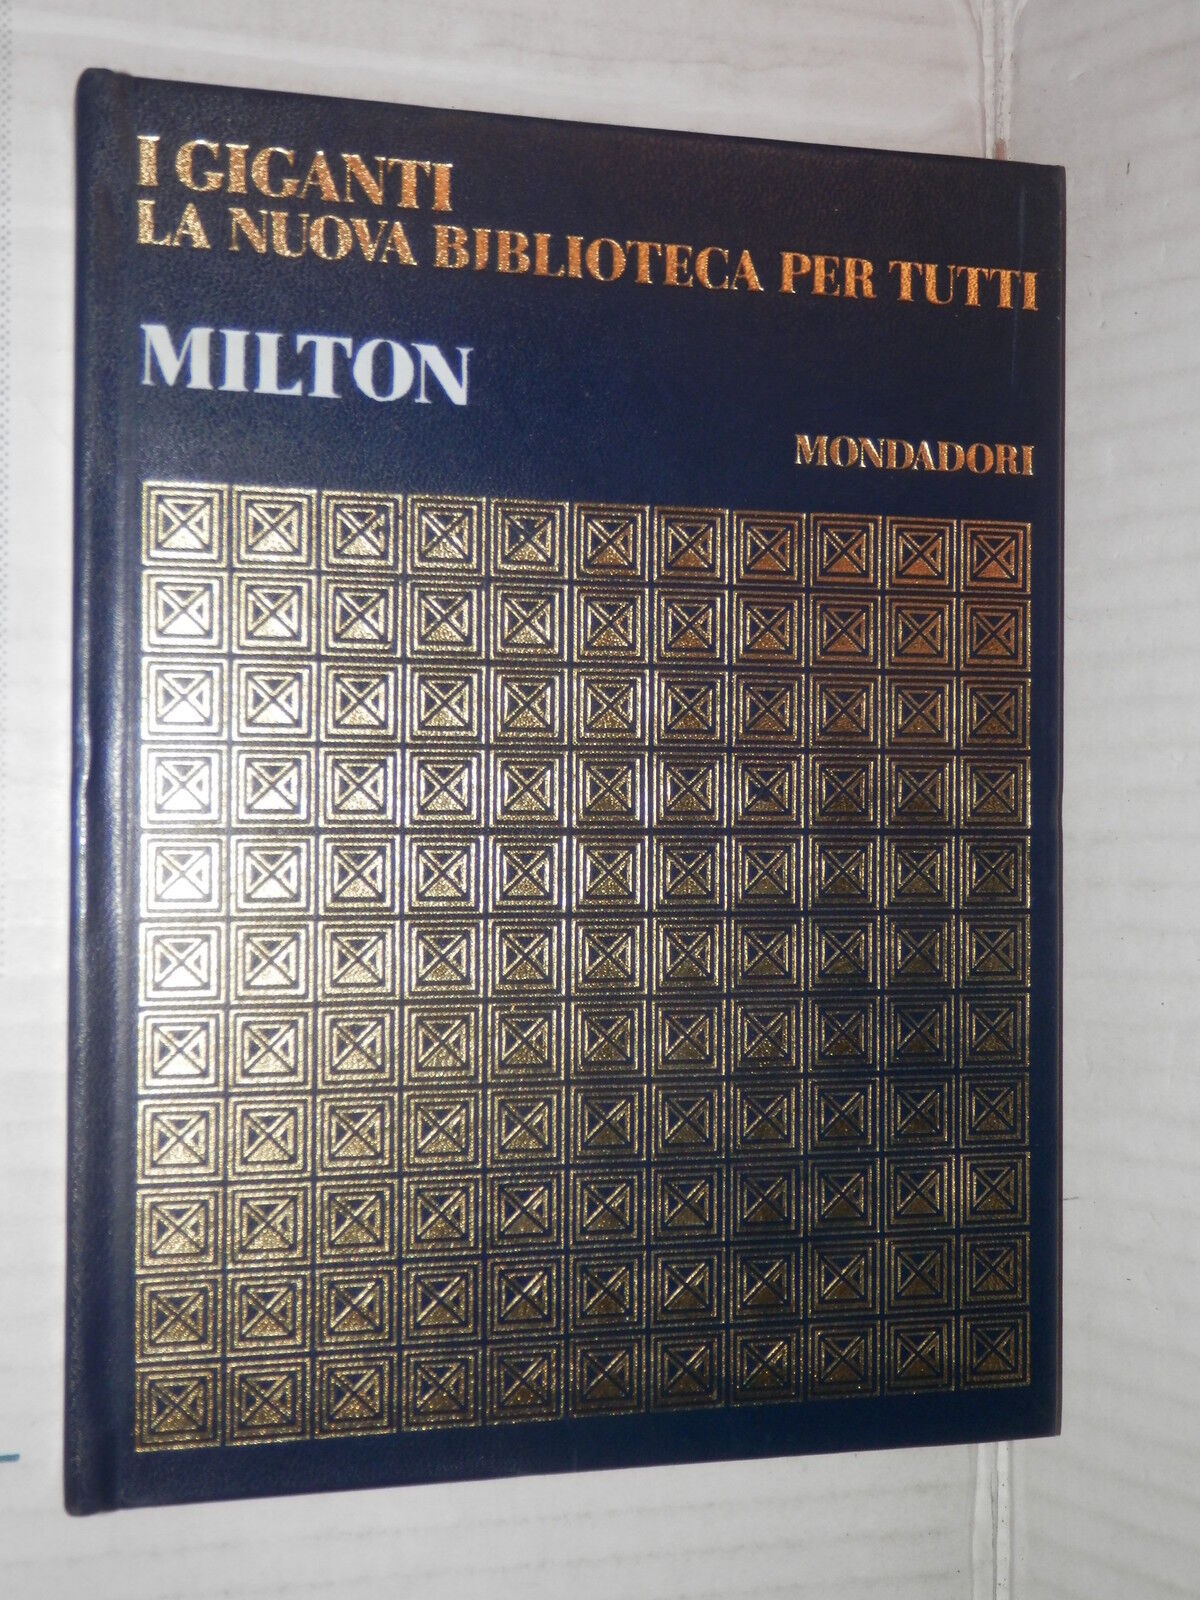 I GIGANTI
LA NUOVA BIBLIOTECA PER TUTTI
MILTON
MONDADORI